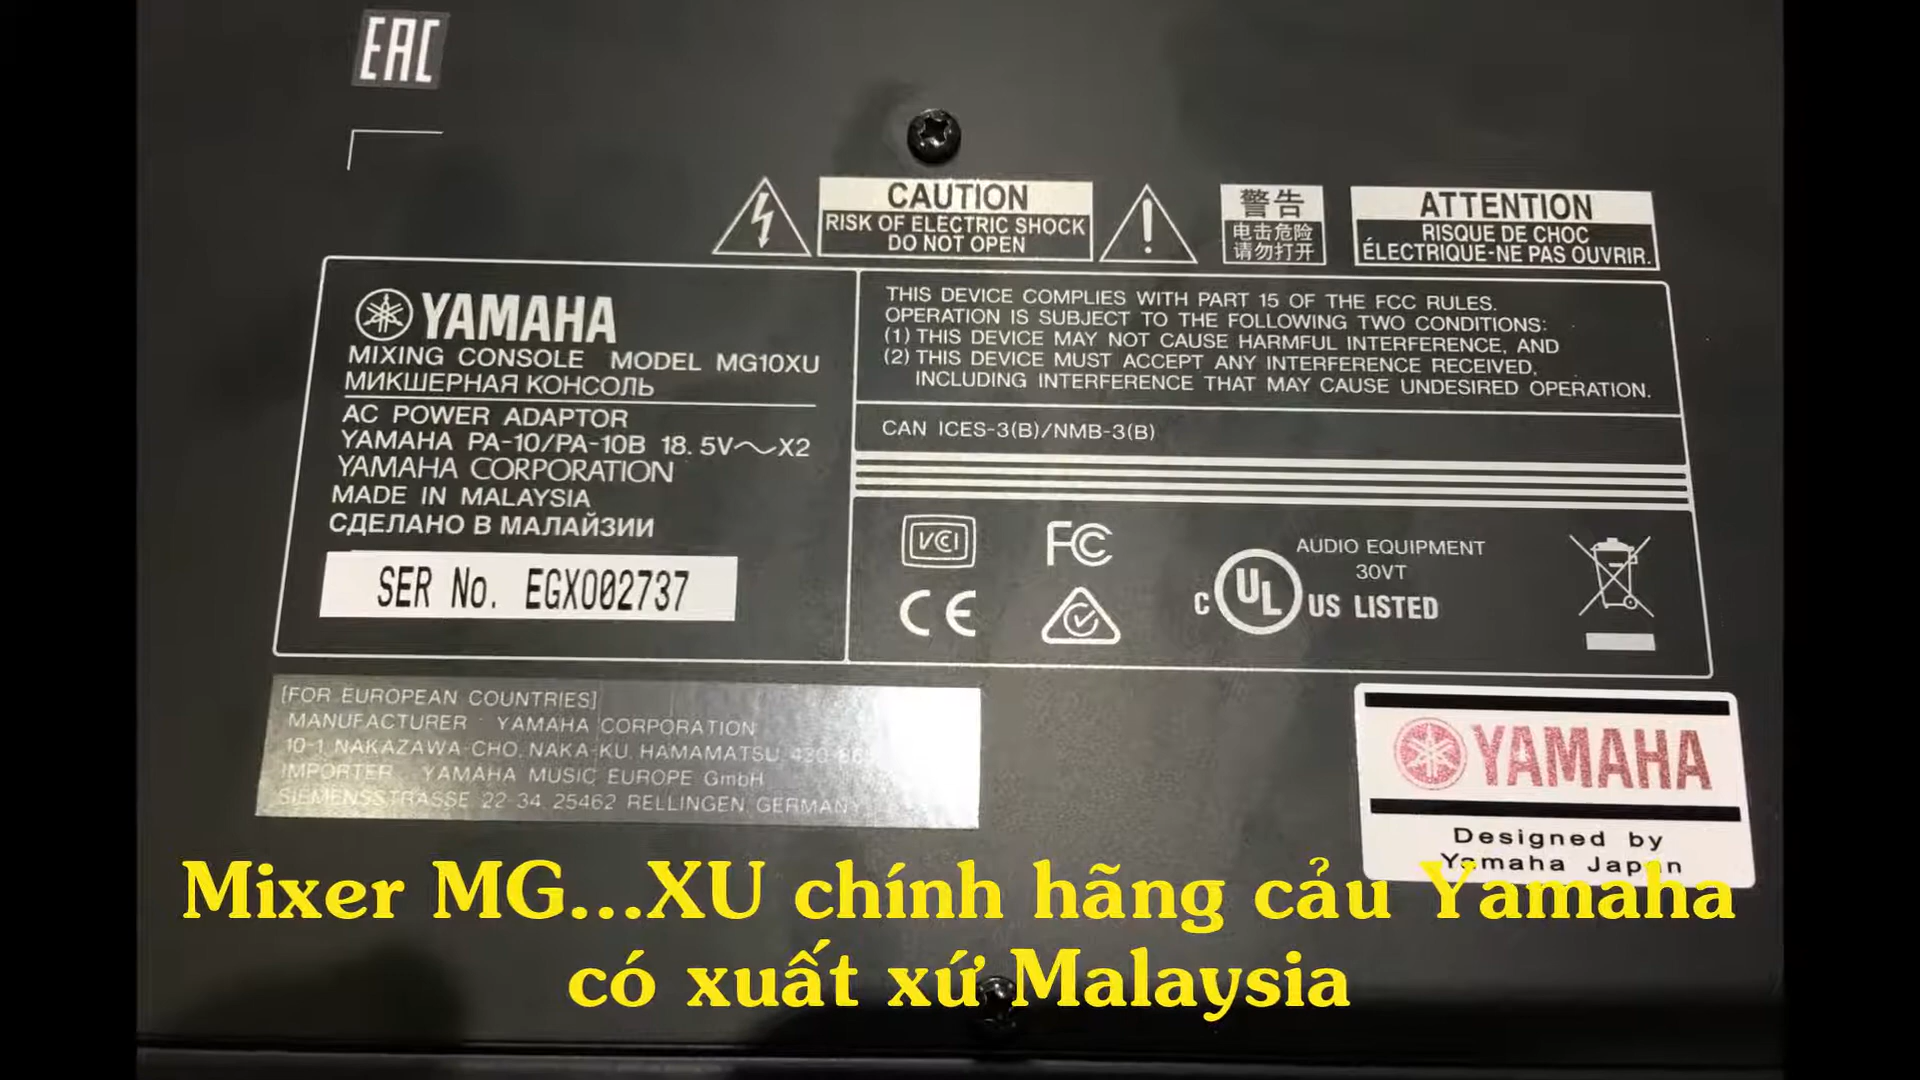 EAC
CAUTION
RISK OF ELECTRIC SHOCK
DO NOT OPEN
警告
电击危险
请勿打开
ATTENTION
RISQUE DE CHOC
ÉLECTRIQUE-NE PAS OUVRIR.
YAMAHA
MIXING CONSOLE MODEL MG10XU
МИКШЕРНАЯ КОНСОЛЬ
AC POWER ADAPTOR
YAMAHA PA-10/PA-10B 18.5V～X2
YAMAHA CORPORATION
MADE IN MALAYSIA
СДЕЛАНО В МАЛАЙЗИИ
SER No. EGXO02737
THIS DEVICE COMPLIES WITH PART 15 OF THE FCC RULES.
OPERATION IS SUBJECT TO THE FOLLOWING TWO CONDITIONS:
(1) THIS DEVICE MAY NOT CAUSE HARMFUL INTERFERENCE, AND
(2) THIS DEVICE MUST ACCEPT ANY INTERFERENCE RECEIVED,
INCLUDING INTERFERENCE THAT MAY CAUSE UNDESIRED OPERATION.
CAN ICES-3(B)/NMB-3(B)
VCI
FC
CE
AUDIO EQUIPMENT
30VT
C UL US LISTED
[FOR EUROPEAN COUNTRIES]
MANUFACTURER : YAMAHA CORPORATION
10-1, NAKAZAWA-CHO, NAKA-KU, HAMAMATSU
IMPORTER : YAMAHA MUSIC EUROPE GmbH
SIEMENSSTRASSE 22-34, 25462 RELLINGEN, GERMANY
YAMAHA
Designed by
Yamaha Japan
Mixer MG...XU chính hãng cảu Yamaha
có xuất xứ Malaysia